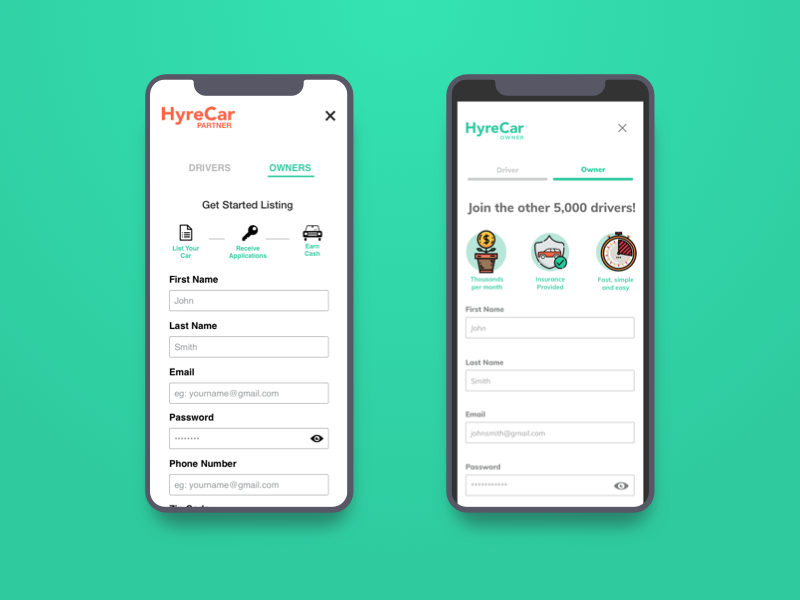 HyreCar
PARTNER
DRIVERS OWNERS
Get Started Listing
List Your
Car
Receive
Applications
Earn
Cash
First Name
John
Last Name
Smith
Email
eg: yourname@gmail.com
Password
Phone Number
eg: yourname@gmail.com
HyreCar
OWNER
Driver Owner
Join the other 5,000 drivers!
Thousands
per month
Insurance
Provided
Fast, simple
and easy
First Name
John
Last Name
Smith
Email
johnsmith@gmail.com
Password